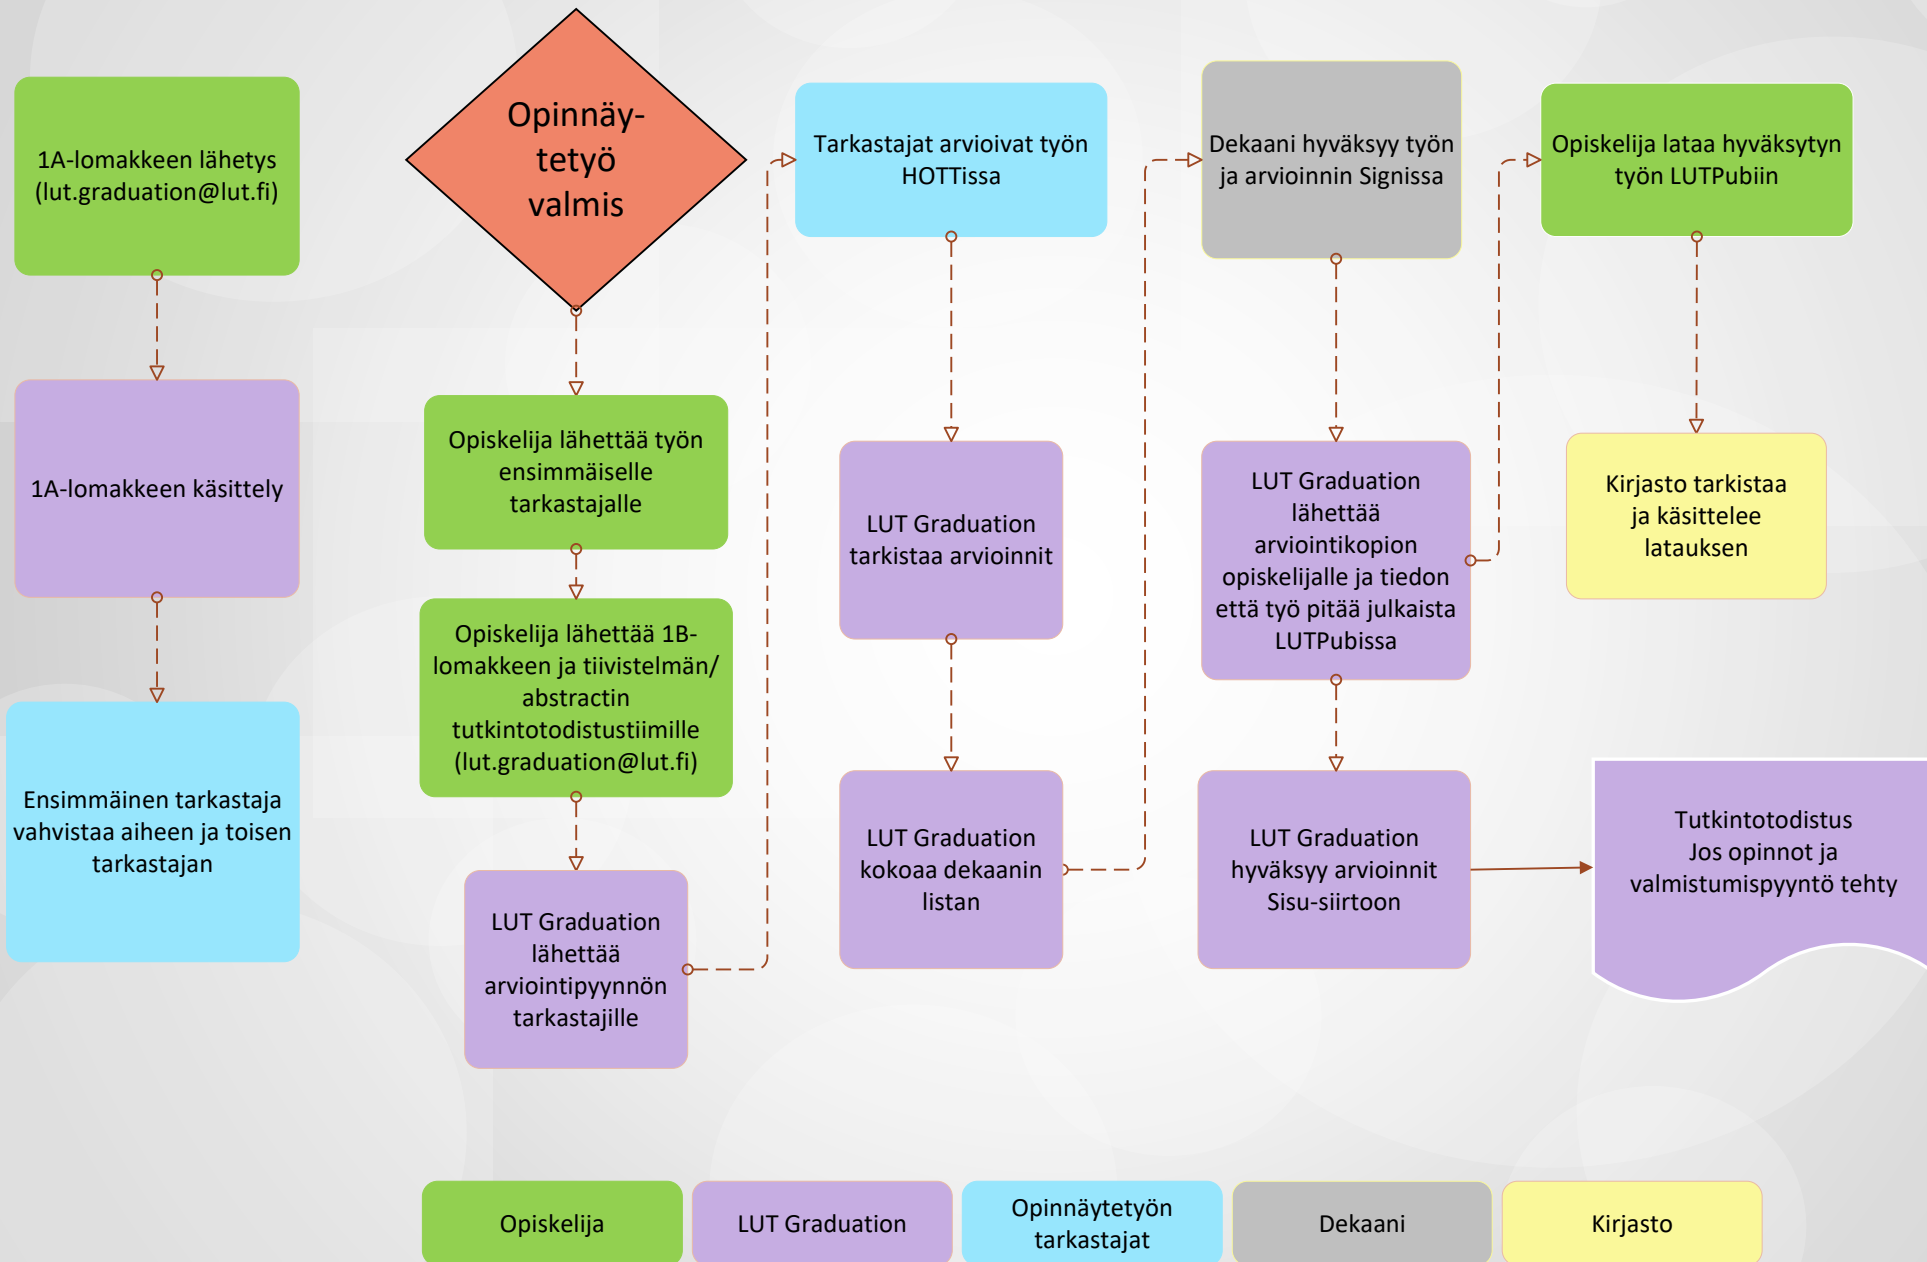 1A-lomakkeen lähetys
(lut.graduation@lut.fi)
1A-lomakkeen käsittely
Ensimmäinen tarkastaja
vahvistaa aiheen ja toisen
tarkastajan
Opinnäy-
tetyö
valmis
Opiskelija lähettää työn
ensimmäiselle
tarkastajalle
Opiskelija lähettää 1B-
lomakkeen ja tiivistelmän/
abstractin
tutkintotodistustiimille
(lut.graduation@lut.fi)
LUT Graduation
lähettää
arviointipyynnön
tarkastajille
Tarkastajat arvioivat työn
HOTTissa
LUT Graduation
tarkistaa arvioinnit
LUT Graduation
kokoaa dekaanin
listan
Dekaani hyväksyy työn
ja arvioinnin Signissa
LUT Graduation
lähettää
arviointikopion
opiskelijalle ja tiedon
että työ pitää julkaista
LUTPubissa
LUT Graduation
hyväksyy arvioinnit
Sisu-siirtoon
Opiskelija lataa hyväksytyn
työn LUTPubiin
Kirjasto tarkistaa
ja käsittelee
latauksen
Tutkintotodistus
Jos opinnot ja
valmistumispyyntö tehty
Opiskelija
LUT Graduation
Opinnäytetyön
tarkastajat
Dekaani
Kirjasto